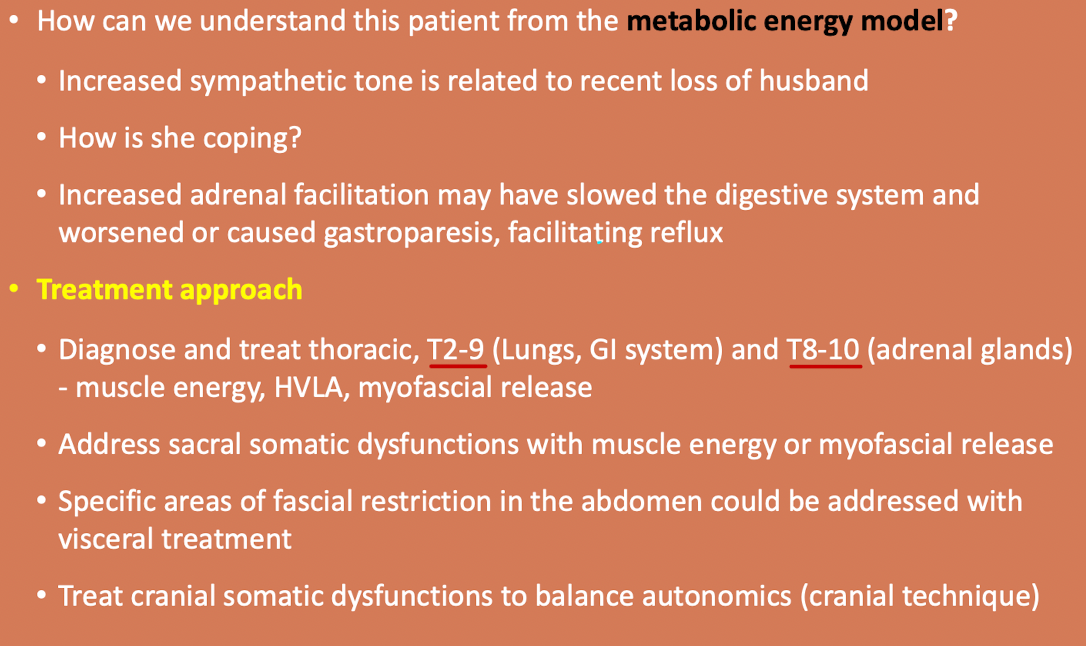 • How can we understand this patient from the metabolic energy model?
• Increased sympathetic tone is related to recent loss of husband
• How is she coping?
• Increased adrenal facilitation may have slowed the digestive system and
worsened or caused gastroparesis, facilitating reflux
• Treatment approach
• Diagnose and treat thoracic, T2-9 (Lungs, GI system) and T8-10 (adrenal glands)
- muscle energy, HVLA, myofascial release
• Address sacral somatic dysfunctions with muscle energy or myofascial release
• Specific areas of fascial restriction in the abdomen could be addressed with
visceral treatment
• Treat cranial somatic dysfunctions to balance autonomics (cranial technique)